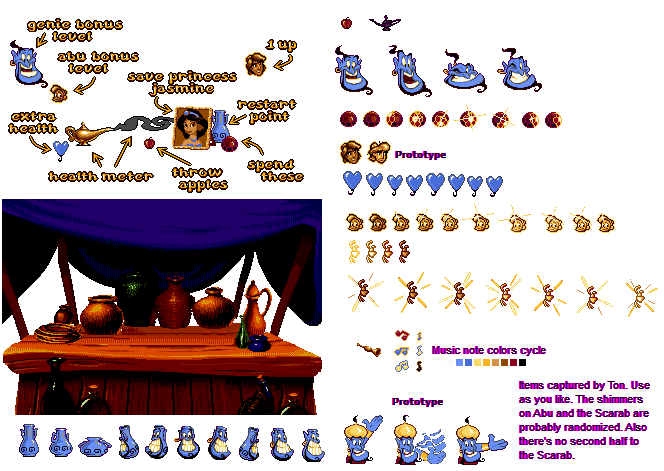 genie bonus
level
abu bonus
level
1 up
save princess
jasmine
restart
point
extra
health
health meter
throw
apples
spend
these
Prototype
Music note colors cycle
Prototype
Items captured by Ton. Use
as you like. The shimmers
on Abu and the Scarab are
probably randomized. Also
there's no second half to
the Scarab.